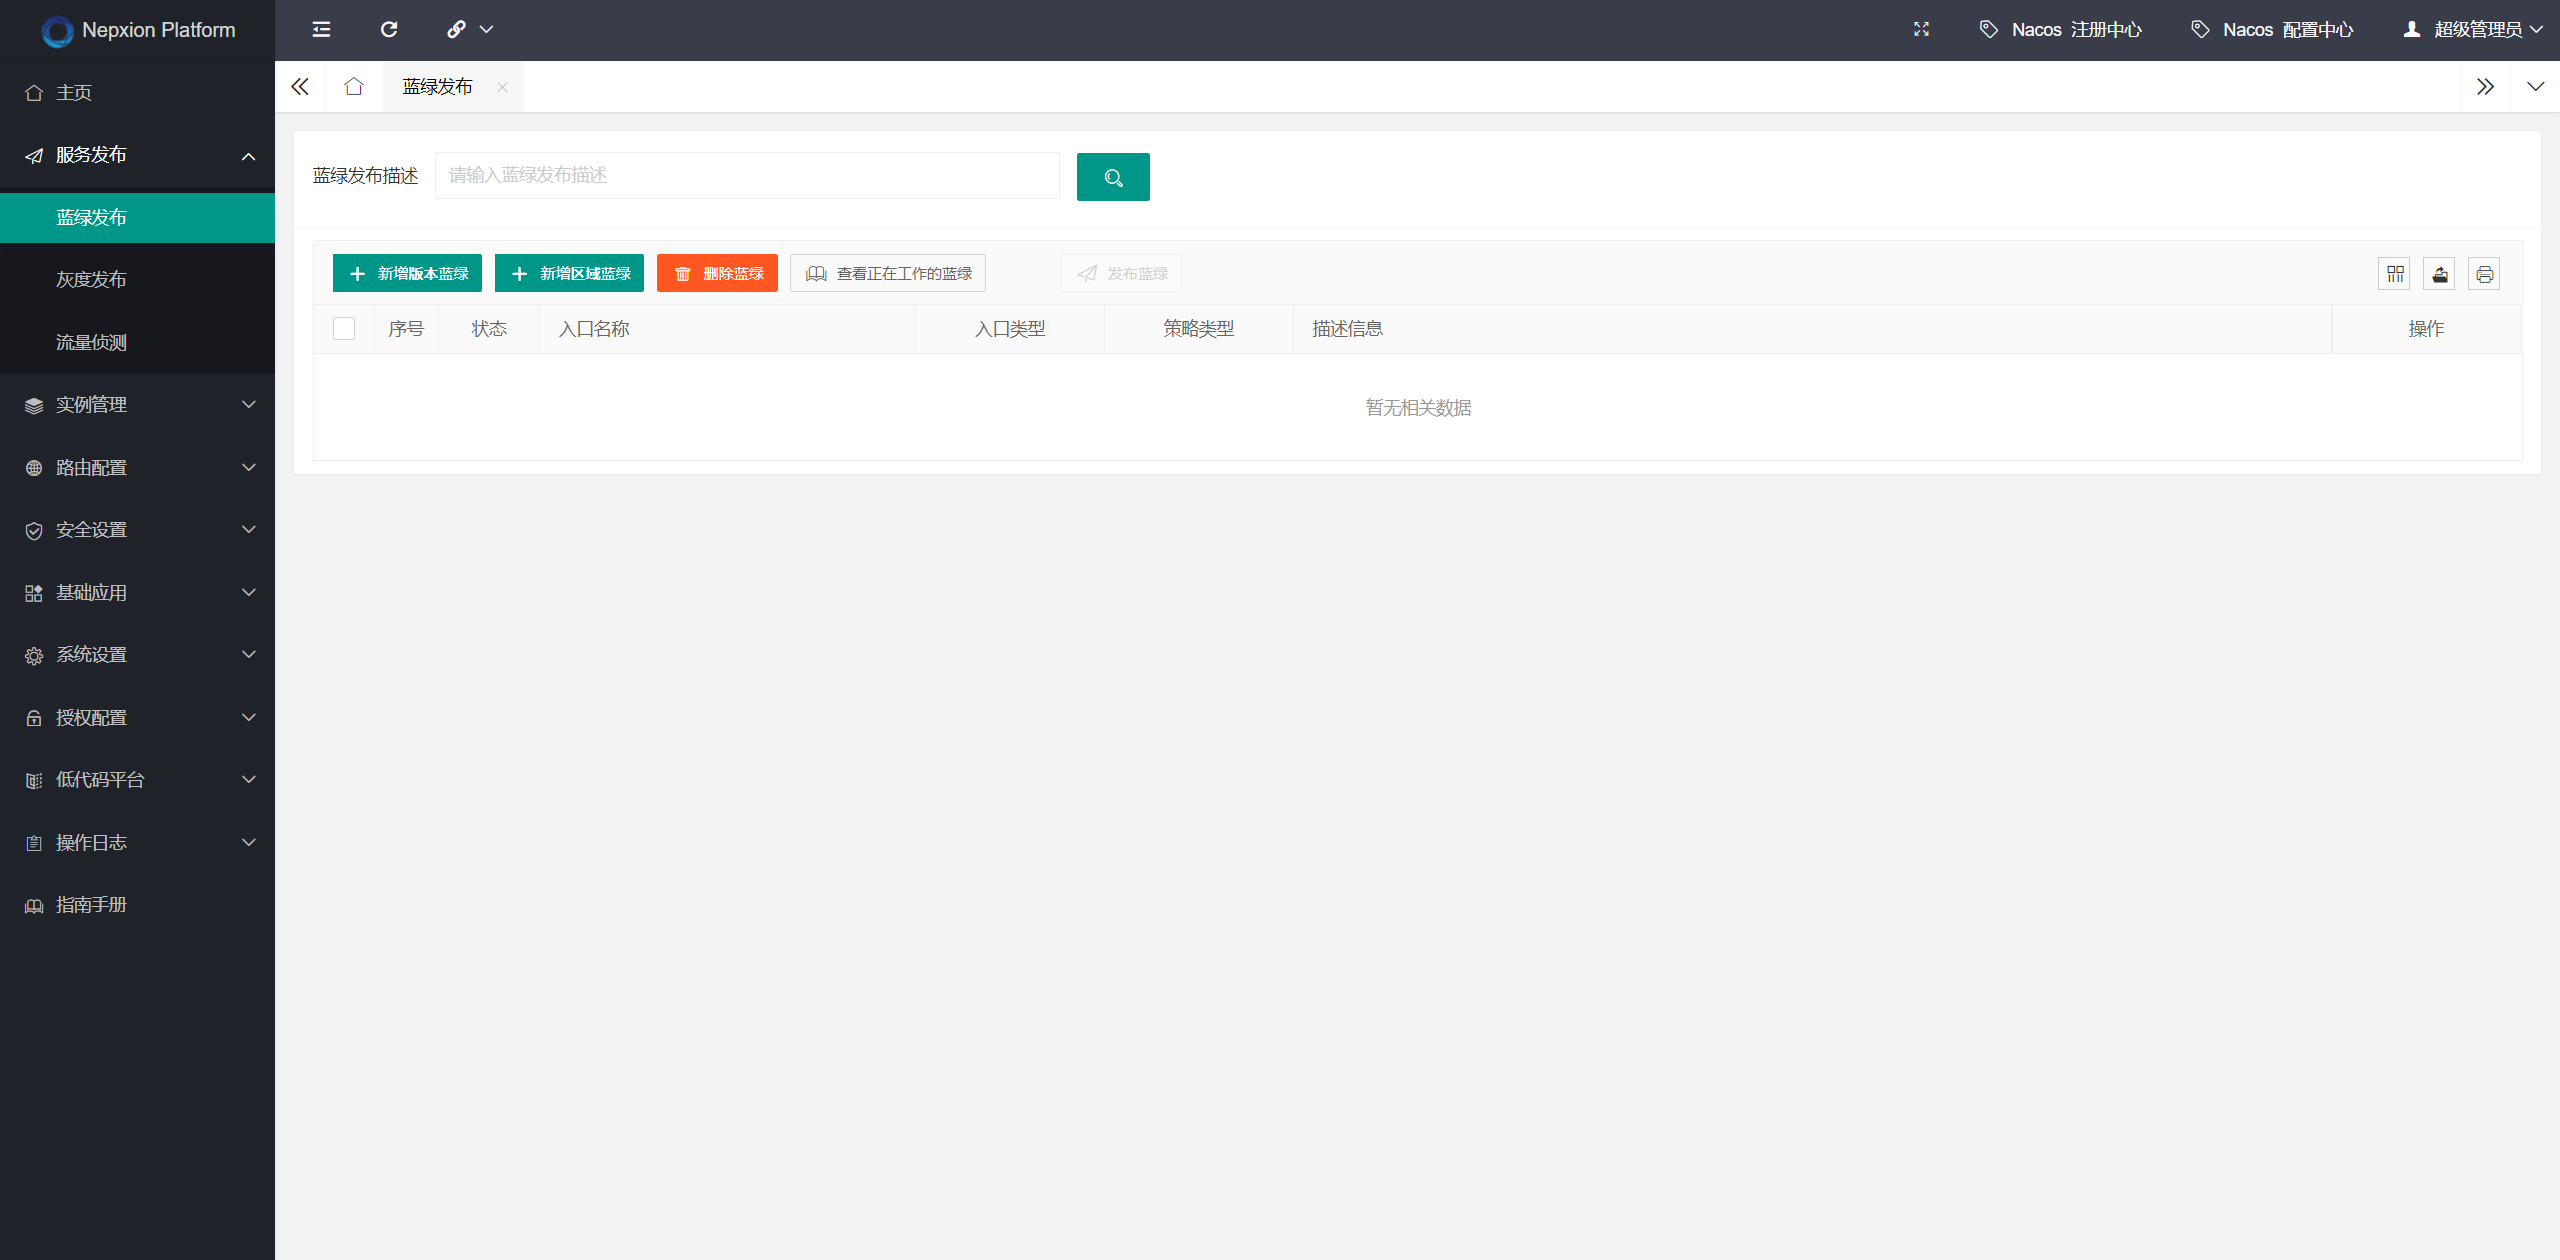 Nepxion Platform
Nacos 注册中心
Nacos 配置中心
超级管理员
主页
服务发布
蓝绿发布
灰度发布
流量侦测
实例管理
路由配置
安全设置
基础应用
系统设置
授权配置
低代码平台
操作日志
指南手册
蓝绿发布
蓝绿发布描述
请输入蓝绿发布描述
新增版本蓝绿
新增区域蓝绿
删除蓝绿
查看正在工作的蓝绿
发布蓝绿
序号
状态
入口名称
入口类型
策略类型
描述信息
操作
暂无相关数据